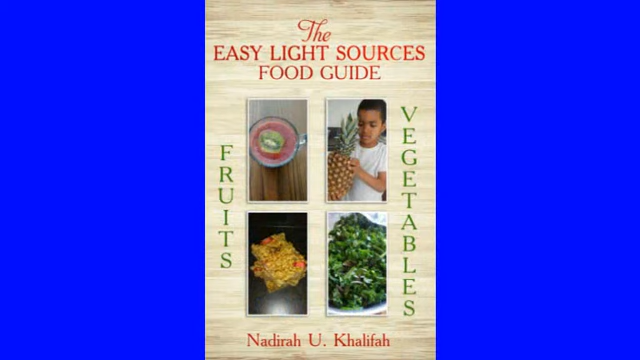 The
EASY LIGHT SOURCES
FOOD GUIDE
FRUITS
VEGETABLES
Nadirah U. Khalifah